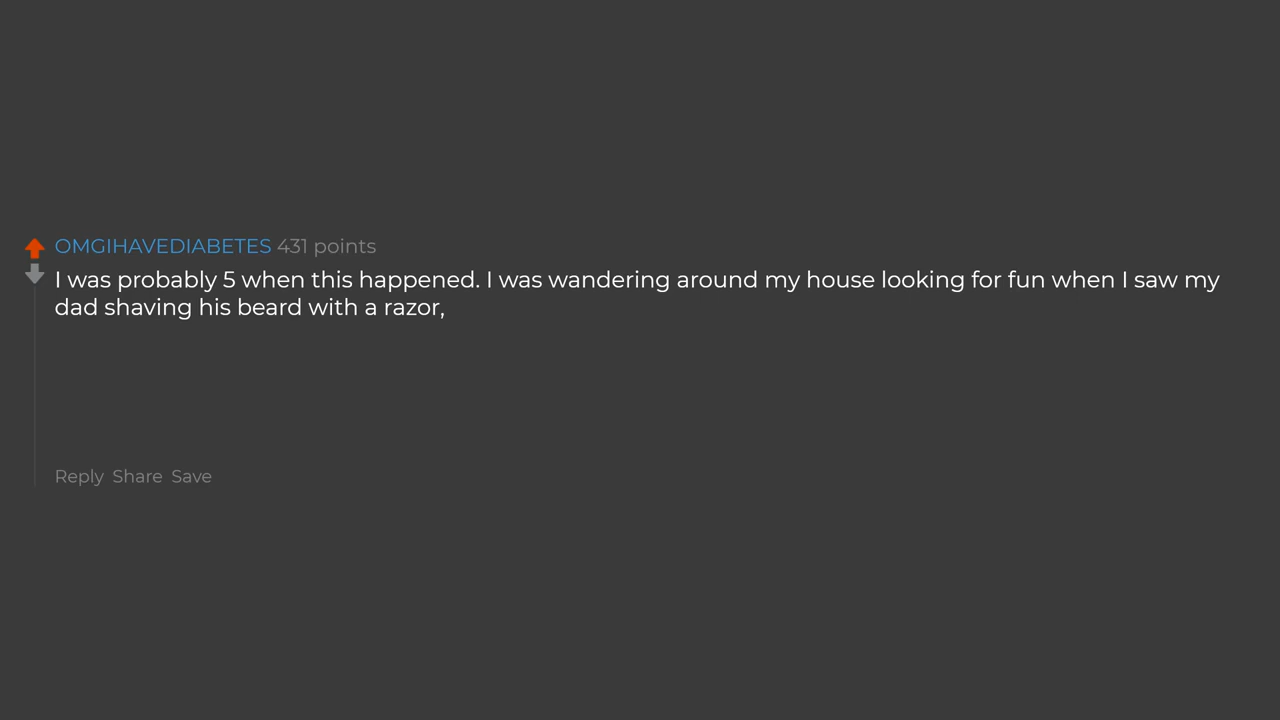 OMGIHAVEDIABETES 431 points
I was probably 5 when this happened. I was wandering around my house looking for fun when I saw my
dad shaving his beard with a razor,
Reply Share Save